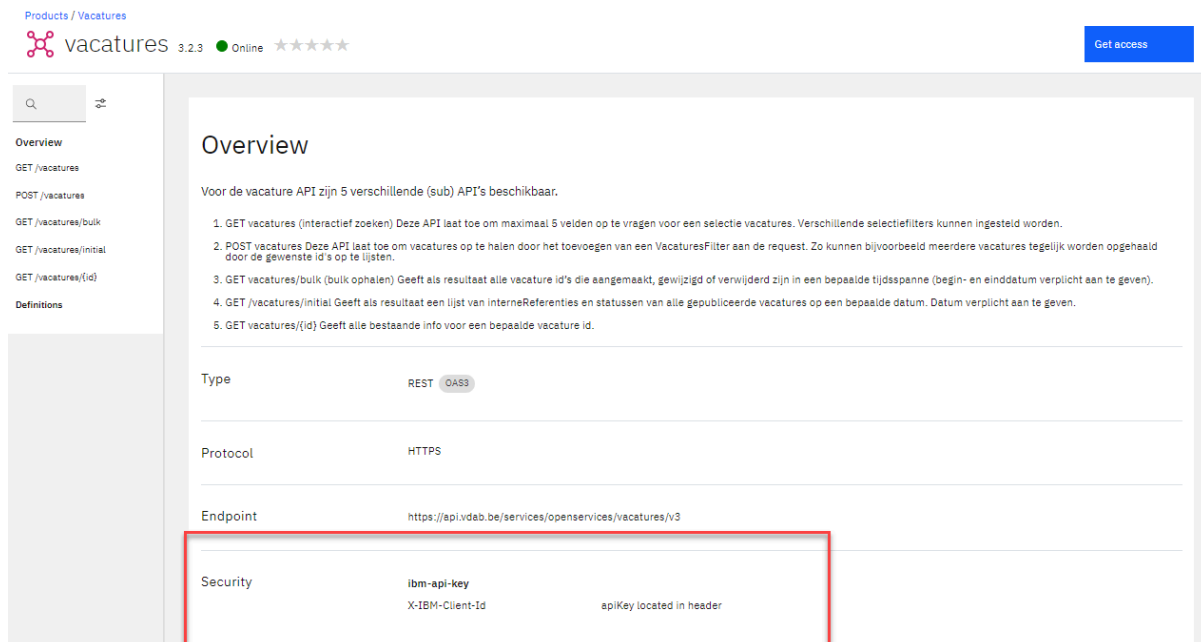 Products / Vacatures
vacatures 3.2.3 Online
Get access
Overview
GET /vacatures
POST /vacatures
GET /vacatures/bulk
GET /vacatures/initial
GET /vacatures/{id}
Definitions
Overview
Voor de vacature API zijn 5 verschillende (sub) API's beschikbaar.
1. GET vacatures (interactief zoeken) Deze API laat toe om maximaal 5 velden op te vragen voor een selectie vacatures. Verschillende selectiefilters kunnen ingesteld worden.
2. POST vacatures Deze API laat toe om vacatures op te halen door het toevoegen van een VacaturesFilter aan de request. Zo kunnen bijvoorbeeld meerdere vacatures tegelijk worden opgehaald
door de gewenste id's op te lijsten.
3. GET vacatures/bulk (bulk ophalen) Geeft als resultaat alle vacature id's die aangemaakt, gewijzigd of verwijderd zijn in een bepaalde tijdsspanne (begin- en einddatum verplicht aan te geven).
4. GET /vacatures/initial Geeft als resultaat een lijst van interneReferenties en statussen van alle gepubliceerde vacatures op een bepaalde datum. Datum verplicht aan te geven.
5. GET vacatures/{id} Geeft alle bestaande info voor een bepaalde vacature id.
Type REST OAS3
Protocol HTTPS
Endpoint https://api.vdab.be/services/openservices/vacatures/v3
Security ibm-api-key
X-IBM-Client-Id apiKey located in header